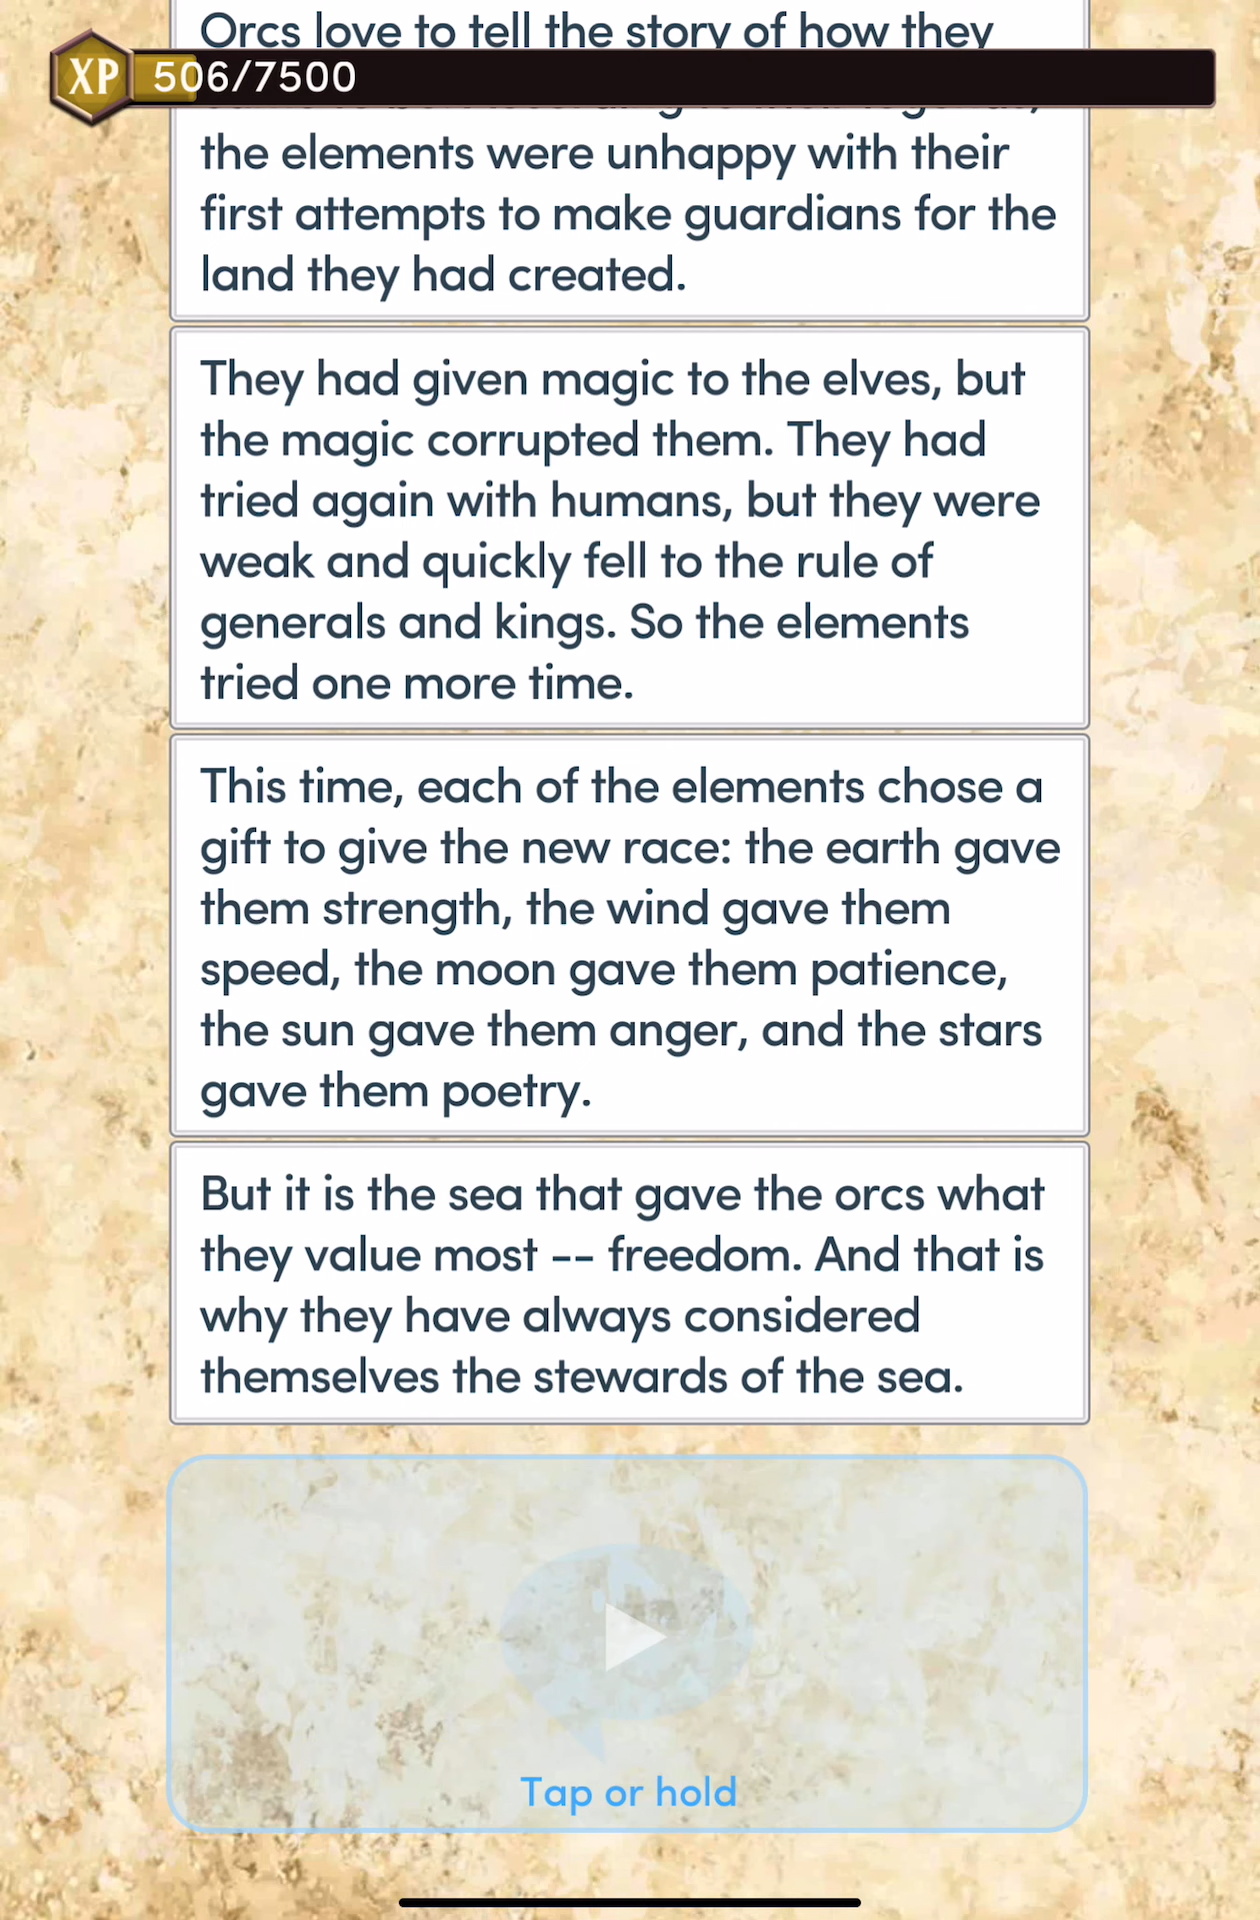 Orcs love to tell the story of how they
XP 506/7500
the elements were unhappy with their
first attempts to make guardians for the
land they had created.
They had given magic to the elves, but
the magic corrupted them. They had
tried again with humans, but they were
weak and quickly fell to the rule of
generals and kings. So the elements
tried one more time.
This time, each of the elements chose a
gift to give the new race: the earth gave
them strength, the wind gave them
speed, the moon gave them patience,
the sun gave them anger, and the stars
gave them poetry.
But it is the sea that gave the orcs what
they value most -- freedom. And that is
why they have always considered
themselves the stewards of the sea.
Tap or hold